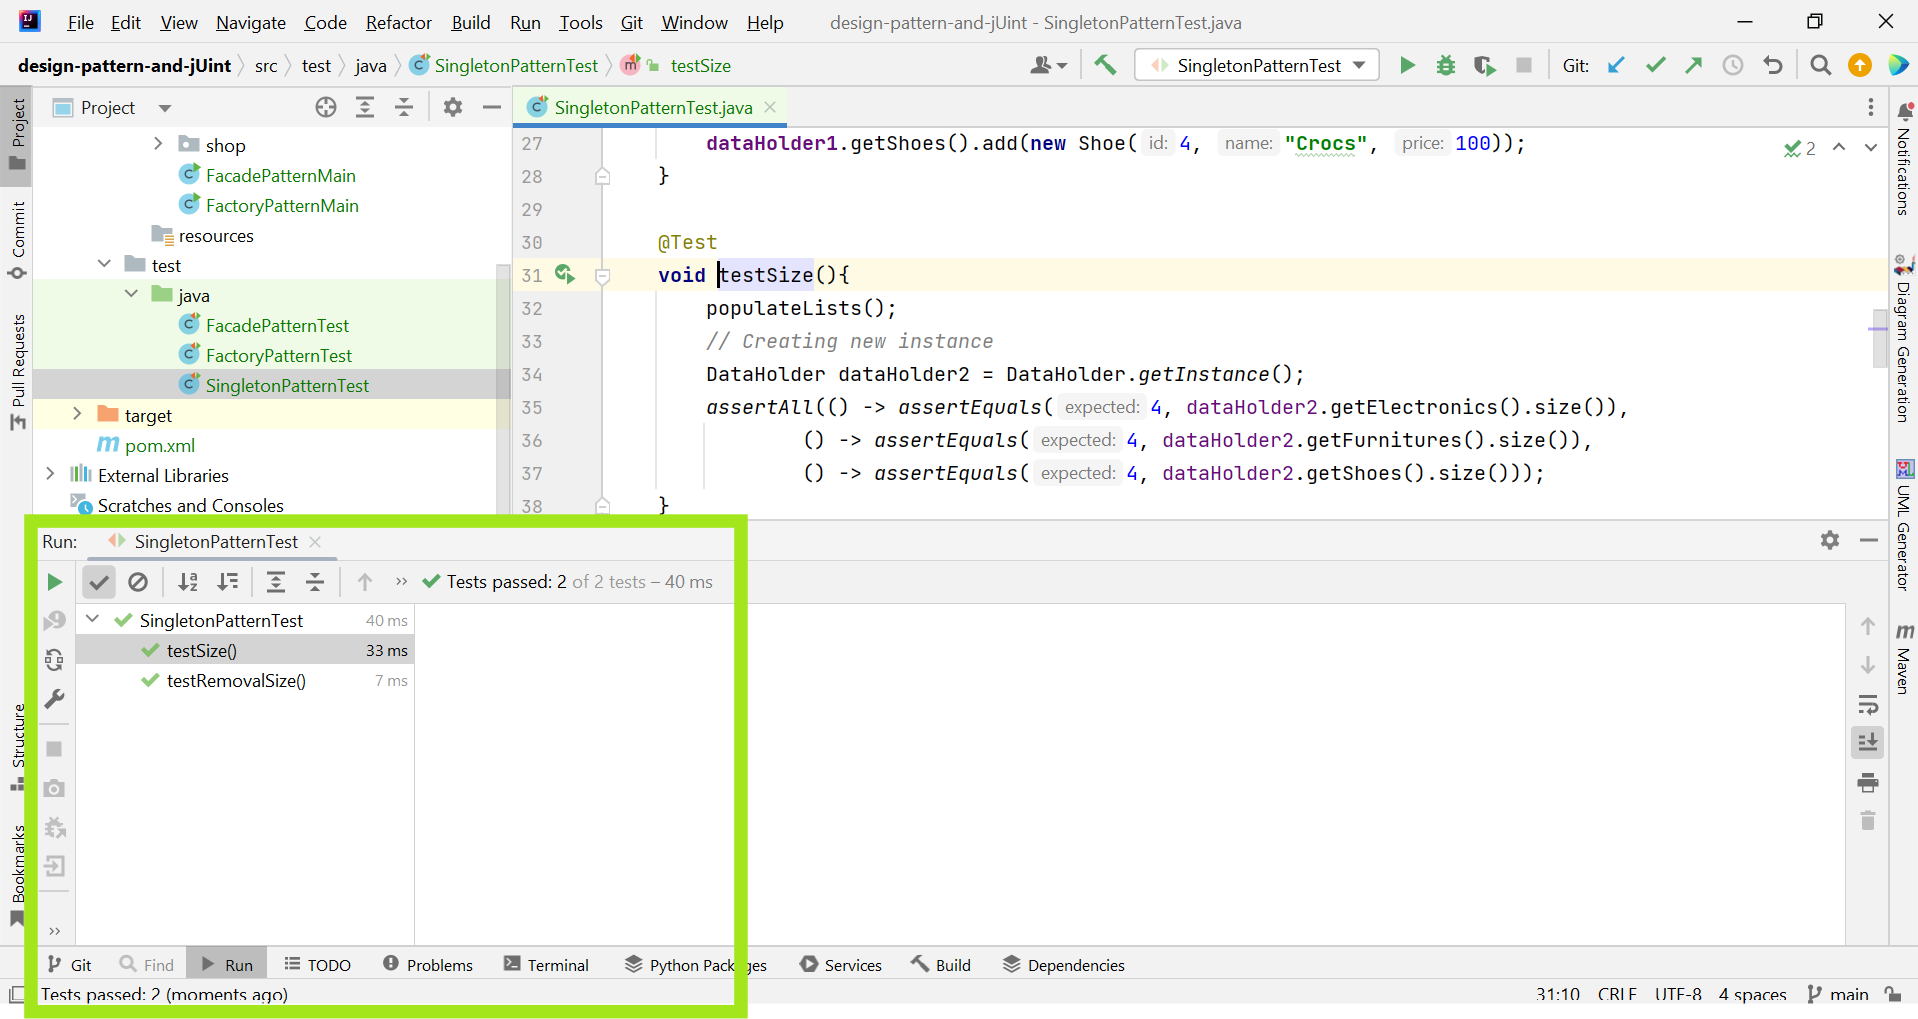 File Edit View Navigate Code Refactor Build Run Tools Git Window Help design-pattern-and-jUint - SingletonPatternTest.java
design-pattern-and-jUint src test java SingletonPatternTest m testSize SingletonPatternTest Git:
Project
SingletonPatternTest.java
Project
Commit
Pull Requests
Structure
Bookmarks
shop
FacadePatternMain
FactoryPatternMain
resources
test
java
FacadePatternTest
FactoryPatternTest
SingletonPatternTest
target
pom.xml
External Libraries
Scratches and Consoles
2
27 dataHolder1.getShoes().add(new Shoe( id: 4, name: "Crocs", price: 100));
28 }
29
30 @Test
31 void testSize(){
32 populateLists();
33 // Creating new instance
34 DataHolder dataHolder2 = DataHolder.getInstance();
35 assertAll(() -> assertEquals( expected: 4, dataHolder2.getElectronics().size()),
36 () -> assertEquals( expected: 4, dataHolder2.getFurnitures().size()),
37 () -> assertEquals( expected: 4, dataHolder2.getShoes().size()));
38 }
Notifications
Diagram Generation
UML Generator
Maven
Run: SingletonPatternTest
Tests passed: 2 of 2 tests – 40 ms
SingletonPatternTest 40 ms
testSize() 33 ms
testRemovalSize() 7 ms
Git Find Run TODO Problems Terminal Python Pack ges Services Build Dependencies
Tests passed: 2 (moments ago) 31:10 CRLF UTF-8 4 spaces main